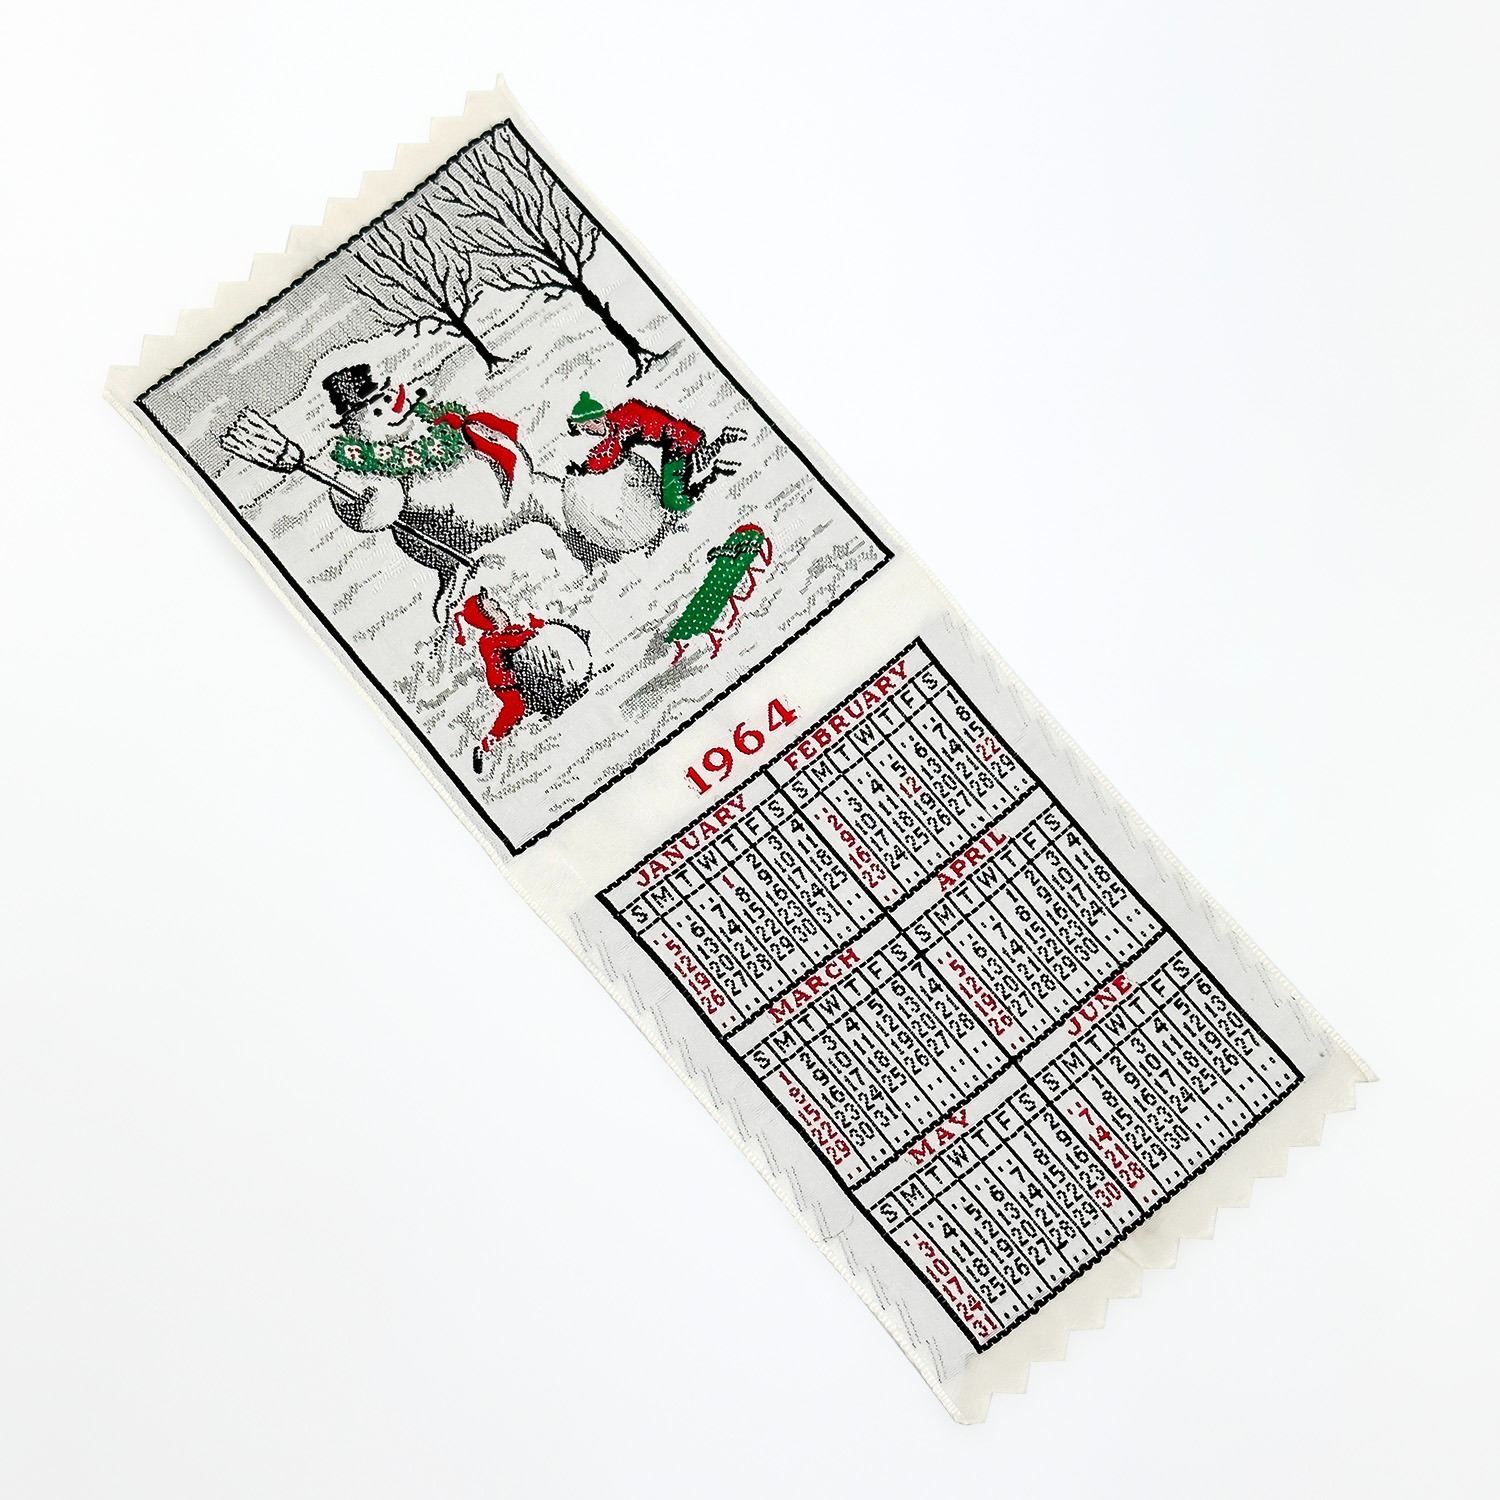 1964
JANUARY
S M T W T F S
1 2 3 4
5 6 7 8 9 10 11
12 13 14 15 16 17 18
19 20 21 22 23 24 25
26 27 28 29 30 31
FEBRUARY
S M T W T F S
1
2 3 4 5 6 7 8
9 10 11 12 13 14 15
16 17 18 19 20 21 22
23 24 25 26 27 28 29
MARCH
S M T W T F S
1 2 3 4 5 6 7
8 9 10 11 12 13 14
15 16 17 18 19 20 21
22 23 24 25 26 27 28
29 30 31
APRIL
S M T W T F S
1 2 3 4
5 6 7 8 9 10 11
12 13 14 15 16 17 18
19 20 21 22 23 24 25
26 27 28 29 30
MAY
S M T W T F S
1 2
3 4 5 6 7 8 9
10 11 12 13 14 15 16
17 18 19 20 21 22 23
24 25 26 27 28 29 30
31
JUNE
S M T W T F S
1 2 3 4 5 6
7 8 9 10 11 12 13
14 15 16 17 18 19 20
21 22 23 24 25 26 27
28 29 30